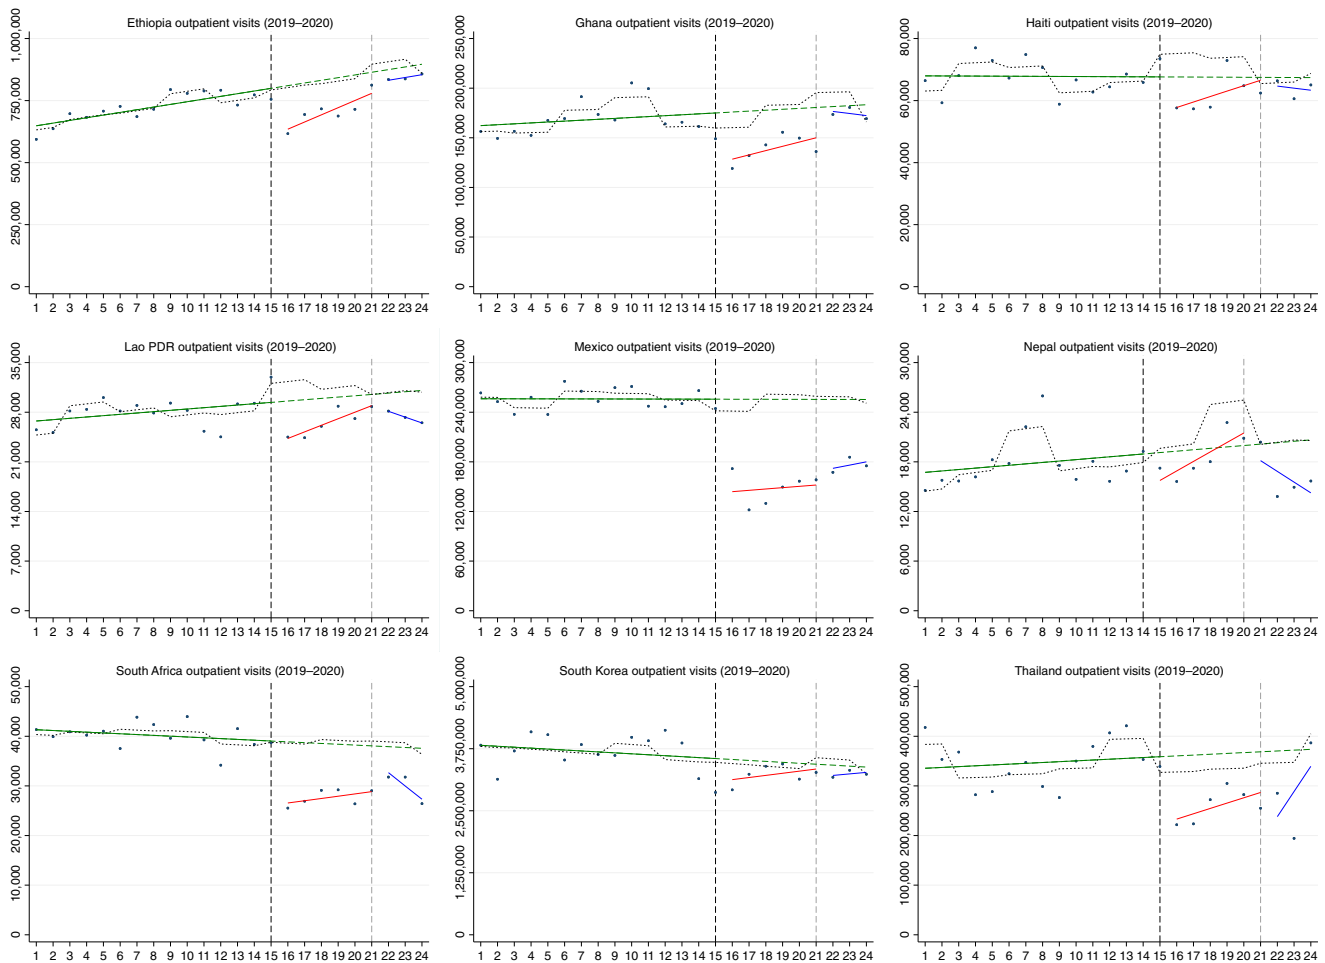 Ethiopia outpatient visits (2019–2020)
1,000,000
750,000
500,000
250,000
0
1 2 3 4 5 6 7 8 9 10 11 12 13 14 15 16 17 18 19 20 21 22 23 24
Ghana outpatient visits (2019–2020)
250,000
200,000
150,000
100,000
50,000
0
1 2 3 4 5 6 7 8 9 10 11 12 13 14 15 16 17 18 19 20 21 22 23 24
Haiti outpatient visits (2019–2020)
80,000
60,000
40,000
20,000
0
1 2 3 4 5 6 7 8 9 10 11 12 13 14 15 16 17 18 19 20 21 22 23 24
Lao PDR outpatient visits (2019–2020)
35,000
28,000
21,000
14,000
7,000
0
1 2 3 4 5 6 7 8 9 10 11 12 13 14 15 16 17 18 19 20 21 22 23 24
Mexico outpatient visits (2019–2020)
300,000
240,000
180,000
120,000
60,000
0
1 2 3 4 5 6 7 8 9 10 11 12 13 14 15 16 17 18 19 20 21 22 23 24
Nepal outpatient visits (2019–2020)
30,000
24,000
18,000
12,000
6,000
0
1 2 3 4 5 6 7 8 9 10 11 12 13 14 15 16 17 18 19 20 21 22 23 24
South Africa outpatient visits (2019–2020)
50,000
40,000
30,000
20,000
10,000
0
1 2 3 4 5 6 7 8 9 10 11 12 13 14 15 16 17 18 19 20 21 22 23 24
South Korea outpatient visits (2019–2020)
5,000,000
3,750,000
2,500,000
1,250,000
0
1 2 3 4 5 6 7 8 9 10 11 12 13 14 15 16 17 18 19 20 21 22 23 24
Thailand outpatient visits (2019–2020)
500,000
400,000
300,000
200,000
100,000
0
1 2 3 4 5 6 7 8 9 10 11 12 13 14 15 16 17 18 19 20 21 22 23 24